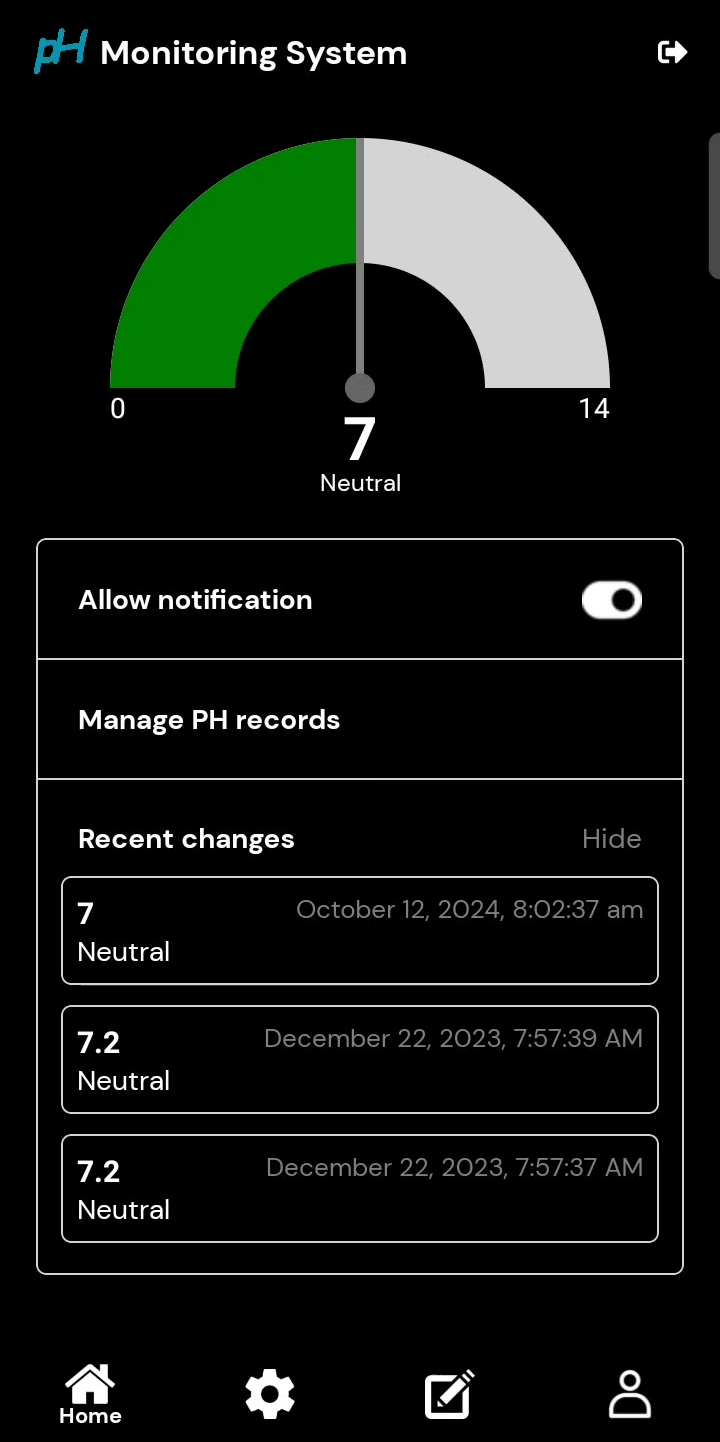 pH Monitoring System
0
14
7
Neutral
Allow notification
Manage PH records
Recent changes
Hide
7
October 12, 2024, 8:02:37 am
Neutral
7.2
December 22, 2023, 7:57:39 AM
Neutral
7.2
December 22, 2023, 7:57:37 AM
Neutral
Home